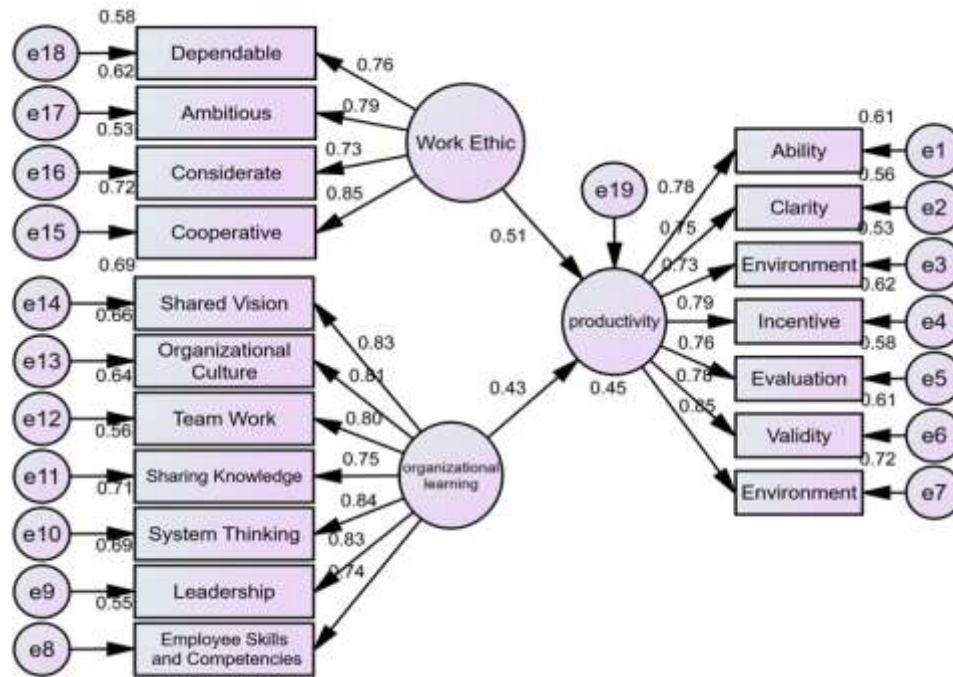 0.58
e18
Dependable
0.76
0.62
e17
Ambitious
0.79
0.53
e16
Considerate
0.73
0.72
e15
Cooperative
0.85
Work Ethic
0.51
0.69
e14
Shared Vision
0.83
0.66
e13
Organizational
Culture
0.81
0.64
e12
Team Work
0.80
0.56
e11
Sharing Knowledge
0.75
0.71
e10
System Thinking
0.84
0.69
e9
Leadership
0.83
0.55
e8
Employee Skills
and Competencies
0.74
organizational
learning
0.43
e19
productivity
0.45
0.61
0.78
Ability
e1
0.56
0.75
Clarity
e2
0.53
0.73
Environment
e3
0.62
0.79
Incentive
e4
0.58
0.76
Evaluation
e5
0.61
0.78
Validity
e6
0.72
0.85
Environment
e7